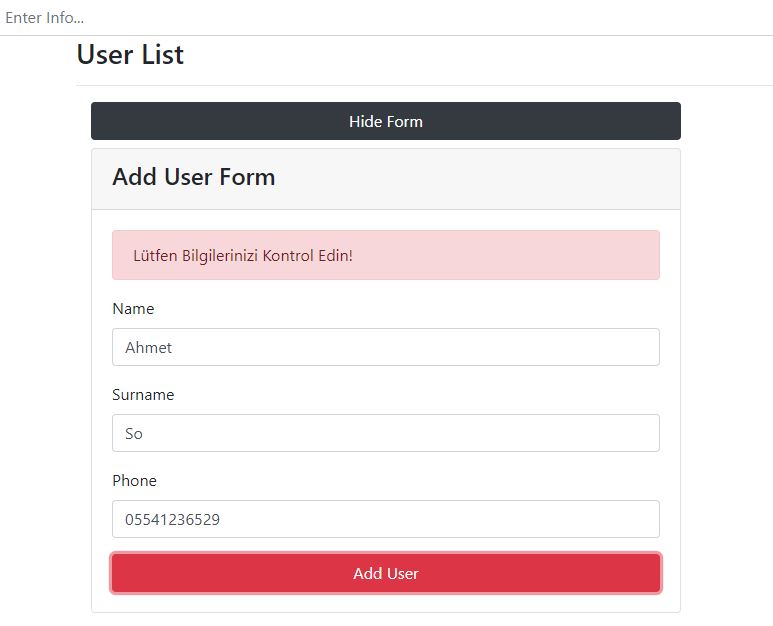 Enter Info...
User List
Hide Form
Add User Form
Lütfen Bilgilerinizi Kontrol Edin!
Name
Ahmet
Surname
So
Phone
05541236529
Add User